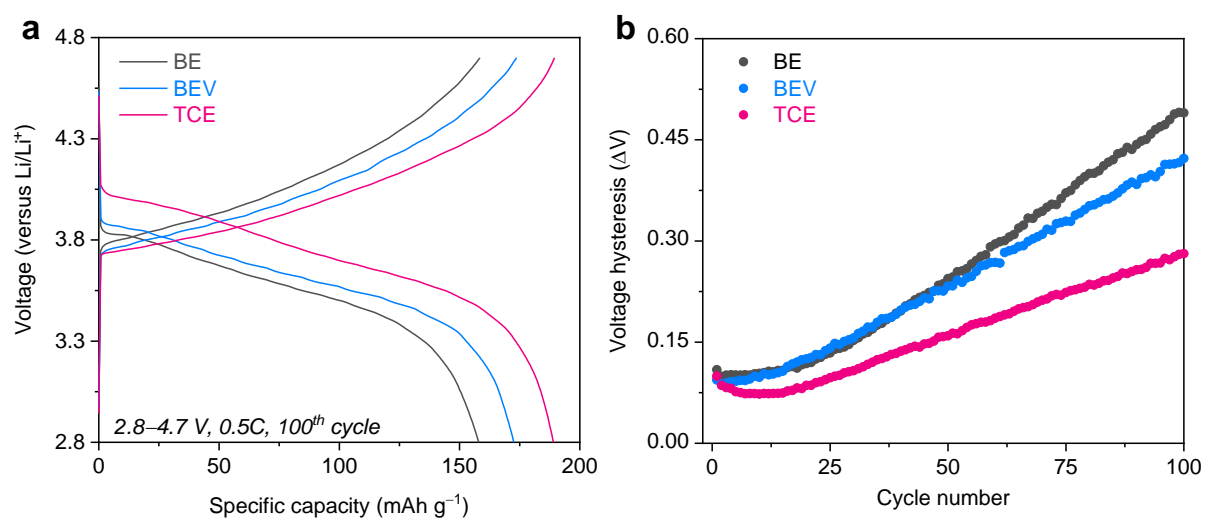 a
4.8
4.3
3.8
3.3
2.8
Voltage (versus Li/Li⁺)
BE
BEV
TCE
2.8–4.7 V, 0.5C, 100ᵗʰ cycle
0 50 100 150 200
Specific capacity (mAh g⁻¹)
b
0.60
0.45
0.30
0.15
0.00
Voltage hysteresis (ΔV)
BE
BEV
TCE
0 25 50 75 100
Cycle number